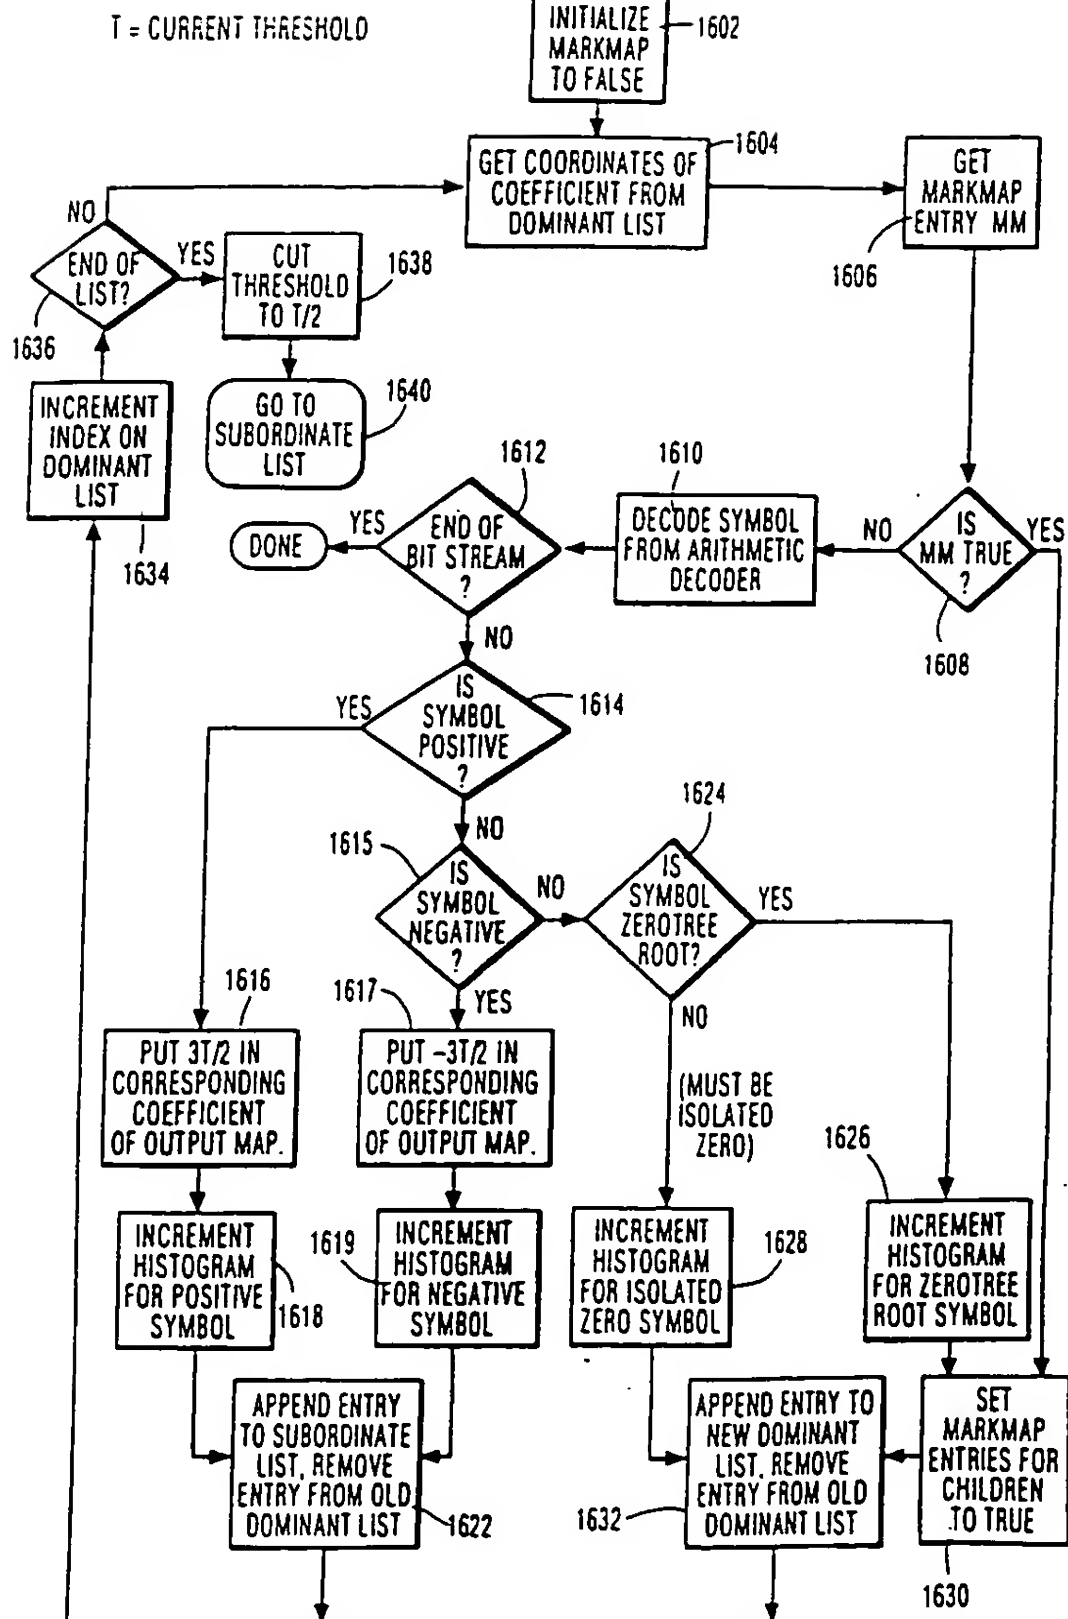 T = CURRENT THRESHOLD
INITIALIZE
MARKMAP
TO FALSE
1602
GET COORDINATES OF
COEFFICIENT FROM
DOMINANT LIST
1604
GET
MARKMAP
ENTRY MM
1606
NO
END OF
LIST?
YES
1636
CUT
THRESHOLD
TO T/2
1638
GO TO
SUBORDINATE
LIST
1640
INCREMENT
INDEX ON
DOMINANT
LIST
1634
DONE
YES
END OF
BIT STREAM
?
1612
NO
DECODE SYMBOL
FROM ARITHMETIC
DECODER
1610
NO
IS
MM TRUE
?
YES
1608
YES
IS
SYMBOL
POSITIVE
?
1614
NO
1615
IS
SYMBOL
NEGATIVE
?
NO
YES
1624
IS
SYMBOL
ZEROTREE
ROOT?
YES
NO
(MUST BE
ISOLATED
ZERO)
1616
PUT 3T/2 IN
CORRESPONDING
COEFFICIENT
OF OUTPUT MAP.
1617
PUT -3T/2 IN
CORRESPONDING
COEFFICIENT
OF OUTPUT MAP.
INCREMENT
HISTOGRAM
FOR POSITIVE
SYMBOL
1618
1619
INCREMENT
HISTOGRAM
FOR NEGATIVE
SYMBOL
INCREMENT
HISTOGRAM
FOR ISOLATED
ZERO SYMBOL
1628
1626
INCREMENT
HISTOGRAM
FOR ZEROTREE
ROOT SYMBOL
APPEND ENTRY
TO SUBORDINATE
LIST, REMOVE
ENTRY FROM OLD
DOMINANT LIST
1622
APPEND ENTRY TO
NEW DOMINANT
LIST, REMOVE
ENTRY FROM OLD
DOMINANT LIST
1632
SET
MARKMAP
ENTRIES FOR
CHILDREN
TO TRUE
1630